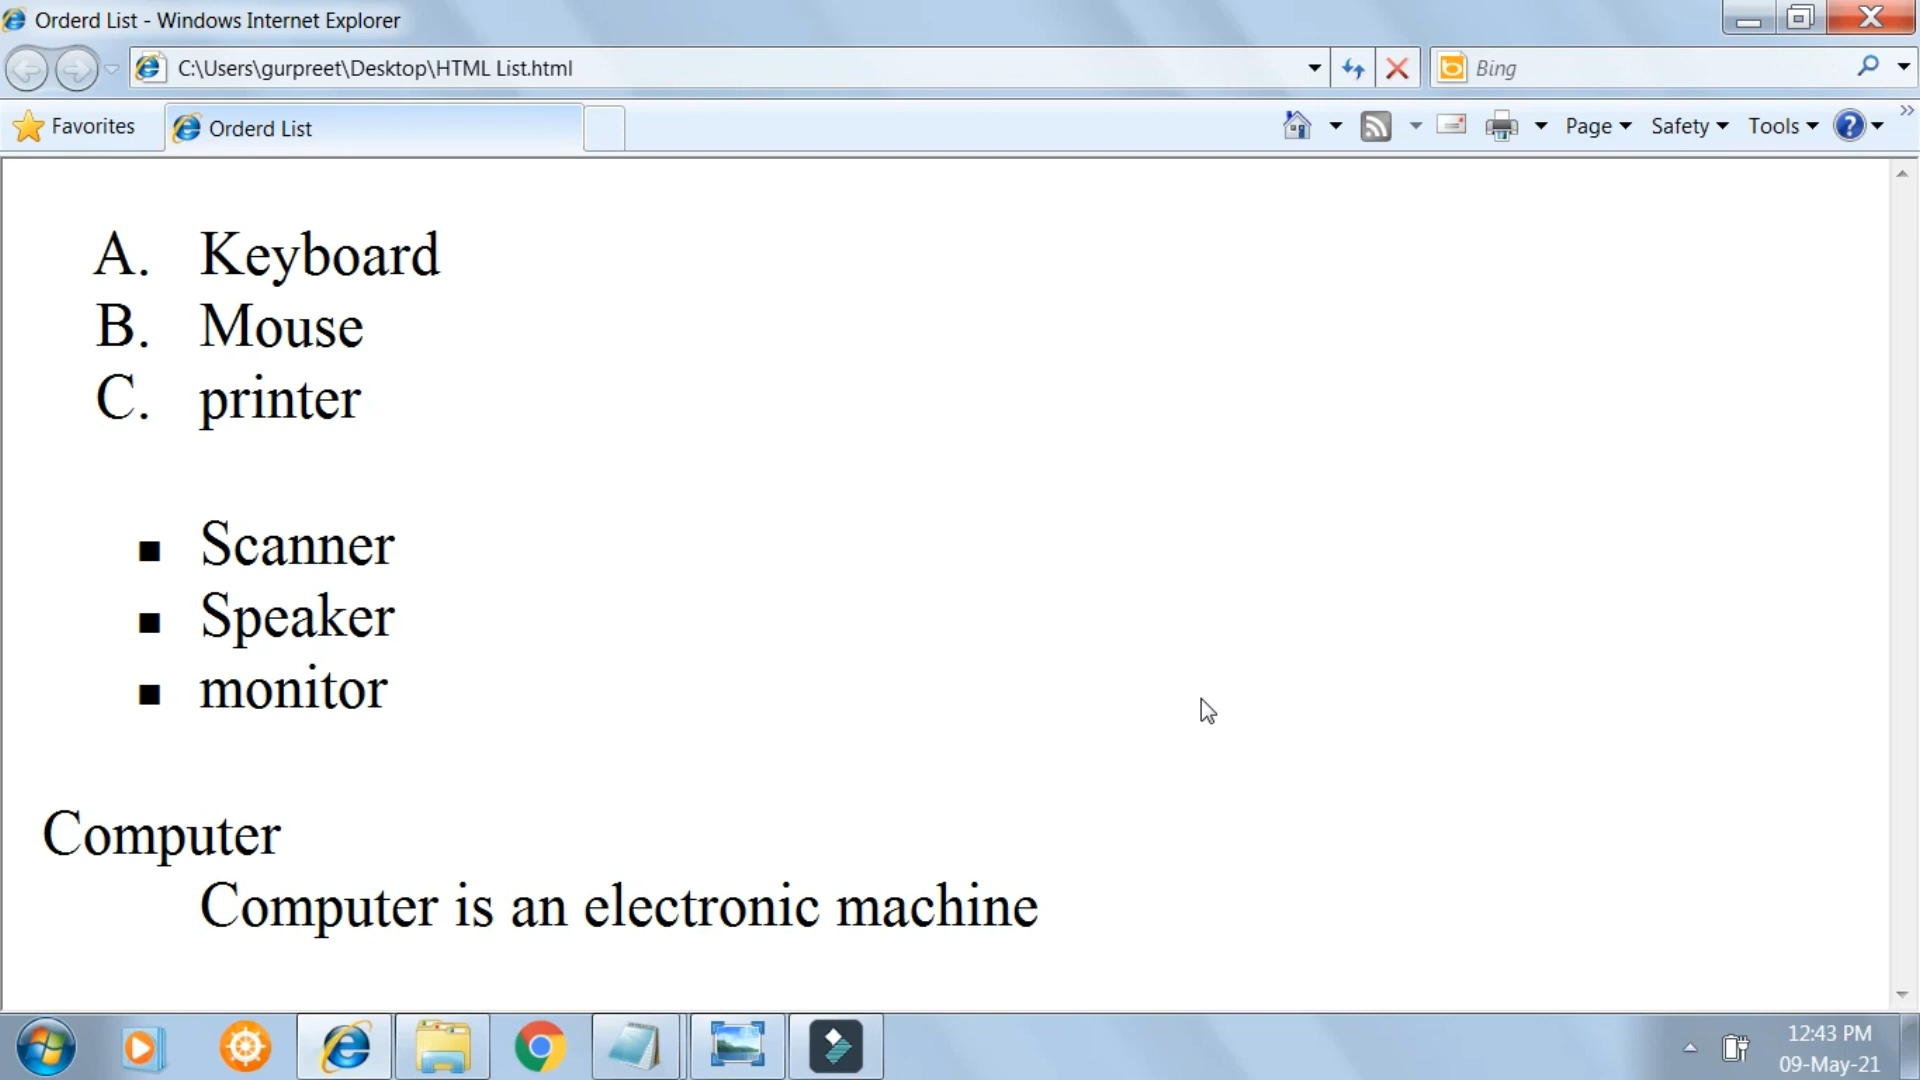 Orderd List - Windows Internet Explorer
C:\Users\gurpreet\Desktop\HTML List.html
Bing
Favorites
Orderd List
Page
Safety
Tools
A. Keyboard
B. Mouse
C. printer
■ Scanner
■ Speaker
■ monitor
Computer
Computer is an electronic machine
12:43 PM
09-May-21